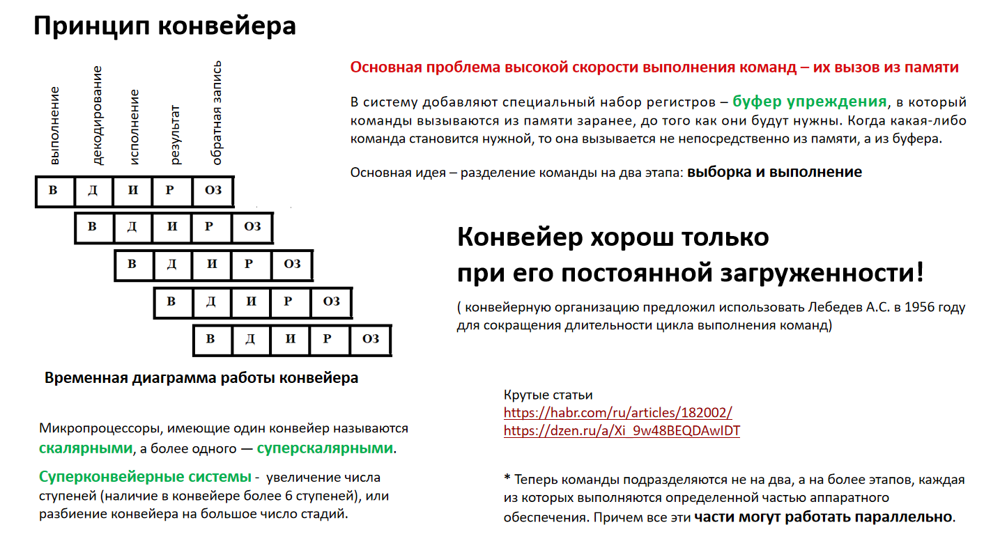 Принцип конвейера
выполнение
декодирование
исполнение
результат
обратная запись
В Д И Р ОЗ
В Д И Р ОЗ
В Д И Р ОЗ
В Д И Р ОЗ
В Д И Р ОЗ
Временная диаграмма работы конвейера
Микропроцессоры, имеющие один конвейер называются
скалярными, а более одного — суперскалярными.
Суперконвейерные системы - увеличение числа
ступеней (наличие в конвейере более 6 ступеней), или
разбиение конвейера на большое число стадий.
Основная проблема высокой скорости выполнения команд – их вызов из памяти
В систему добавляют специальный набор регистров – буфер упреждения, в который
команды вызываются из памяти заранее, до того как они будут нужны. Когда какая-либо
команда становится нужной, то она вызывается не непосредственно из памяти, а из буфера.
Основная идея – разделение команды на два этапа: выборка и выполнение
Конвейер хорош только
при его постоянной загруженности!
( конвейерную организацию предложил использовать Лебедев А.С. в 1956 году
для сокращения длительности цикла выполнения команд)
Крутые статьи
https://habr.com/ru/articles/182002/
https://dzen.ru/a/Xi_9w48BEQDAwIDT
* Теперь команды подразделяются не на два, а на более этапов, каждая
из которых выполняются определенной частью аппаратного
обеспечения. Причем все эти части могут работать параллельно.